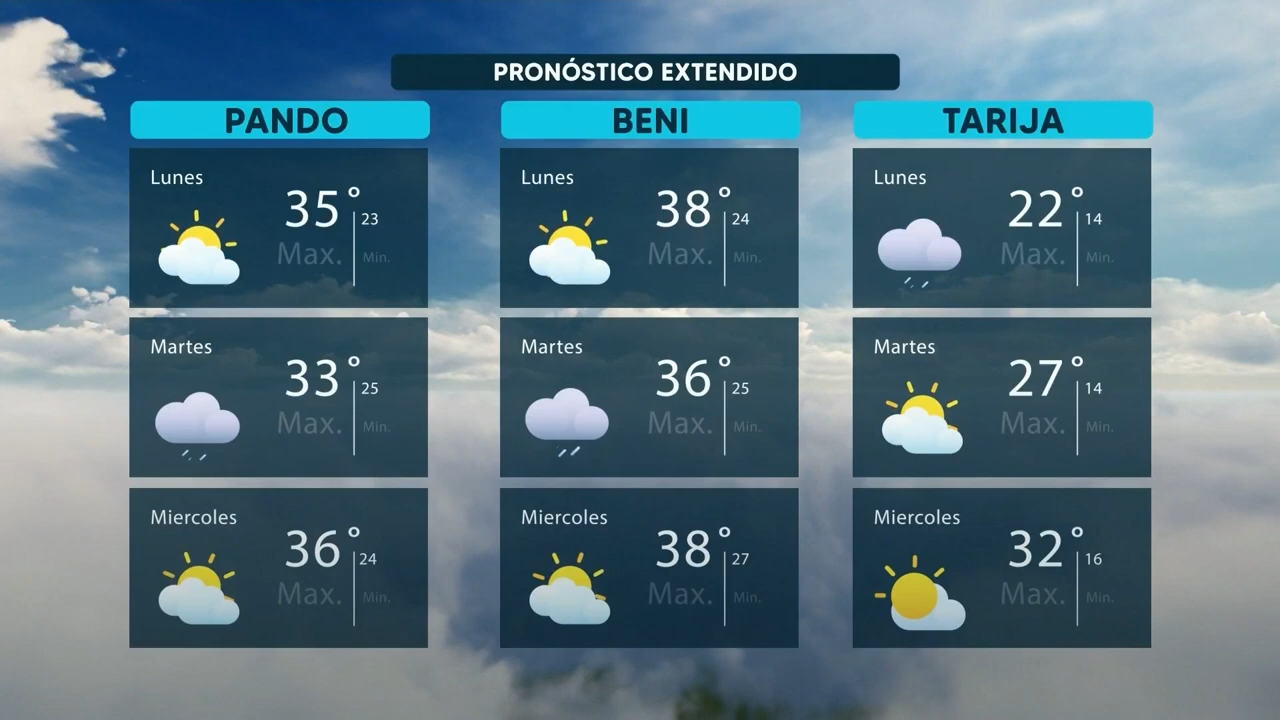 PRONÓSTICO EXTENDIDO
PANDO
Lunes
35°
23
Max.
Min.
Martes
33°
25
Max.
Min.
Miercoles
36°
24
Max.
Min.
BENI
Lunes
38°
24
Max.
Min.
Martes
36°
25
Max.
Min.
Miercoles
38°
27
Max.
Min.
TARIJA
Lunes
22°
14
Max.
Min.
Martes
27°
14
Max.
Min.
Miercoles
32°
16
Max.
Min.